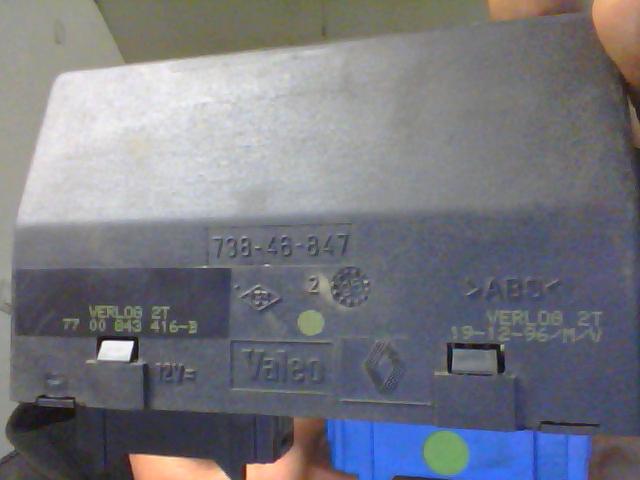 738-46-847
2
>ABS<
VERLOG 2T
77 00 843 416-B
VERLOG 2T
19-12-96/M/V
12V=
Valeo